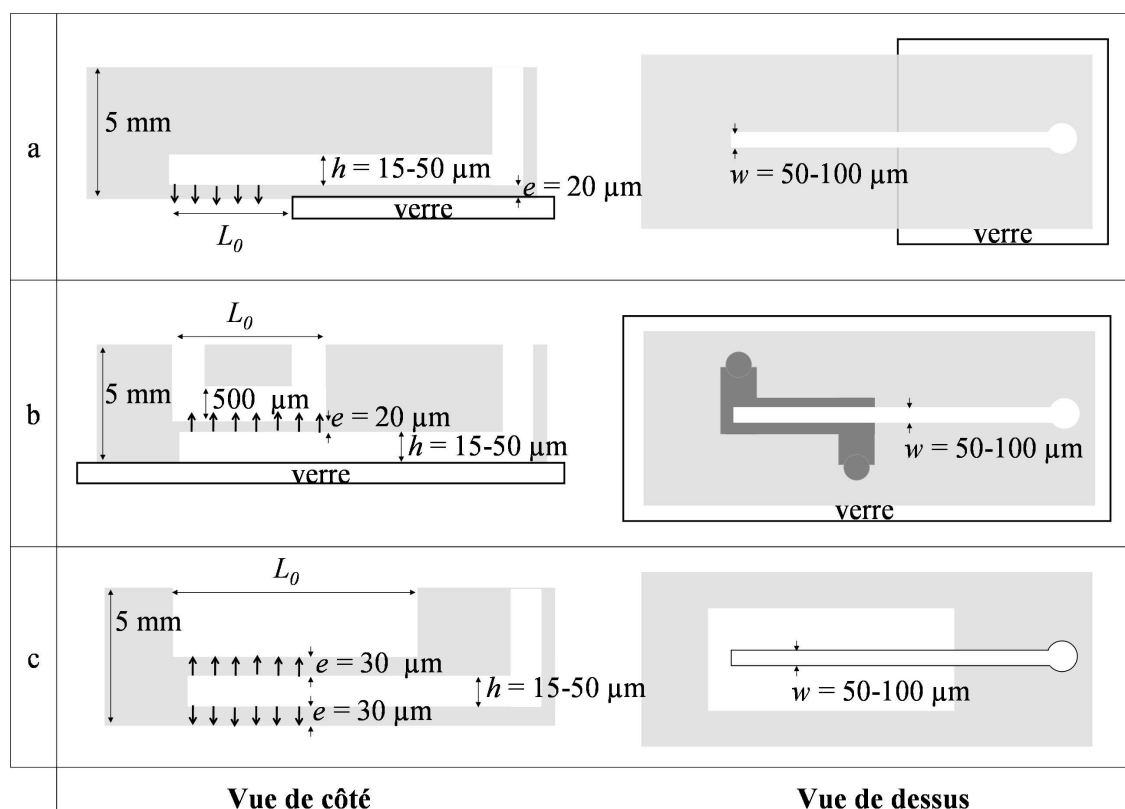 a
5 mm
h = 15-50 µm
e = 20 µm
verre
L0
w = 50-100 µm
verre
b
L0
5 mm
500 µm
e = 20 µm
h = 15-50 µm
verre
w = 50-100 µm
verre
c
L0
5 mm
e = 30 µm
h = 15-50 µm
e = 30 µm
w = 50-100 µm
Vue de côté
Vue de dessus